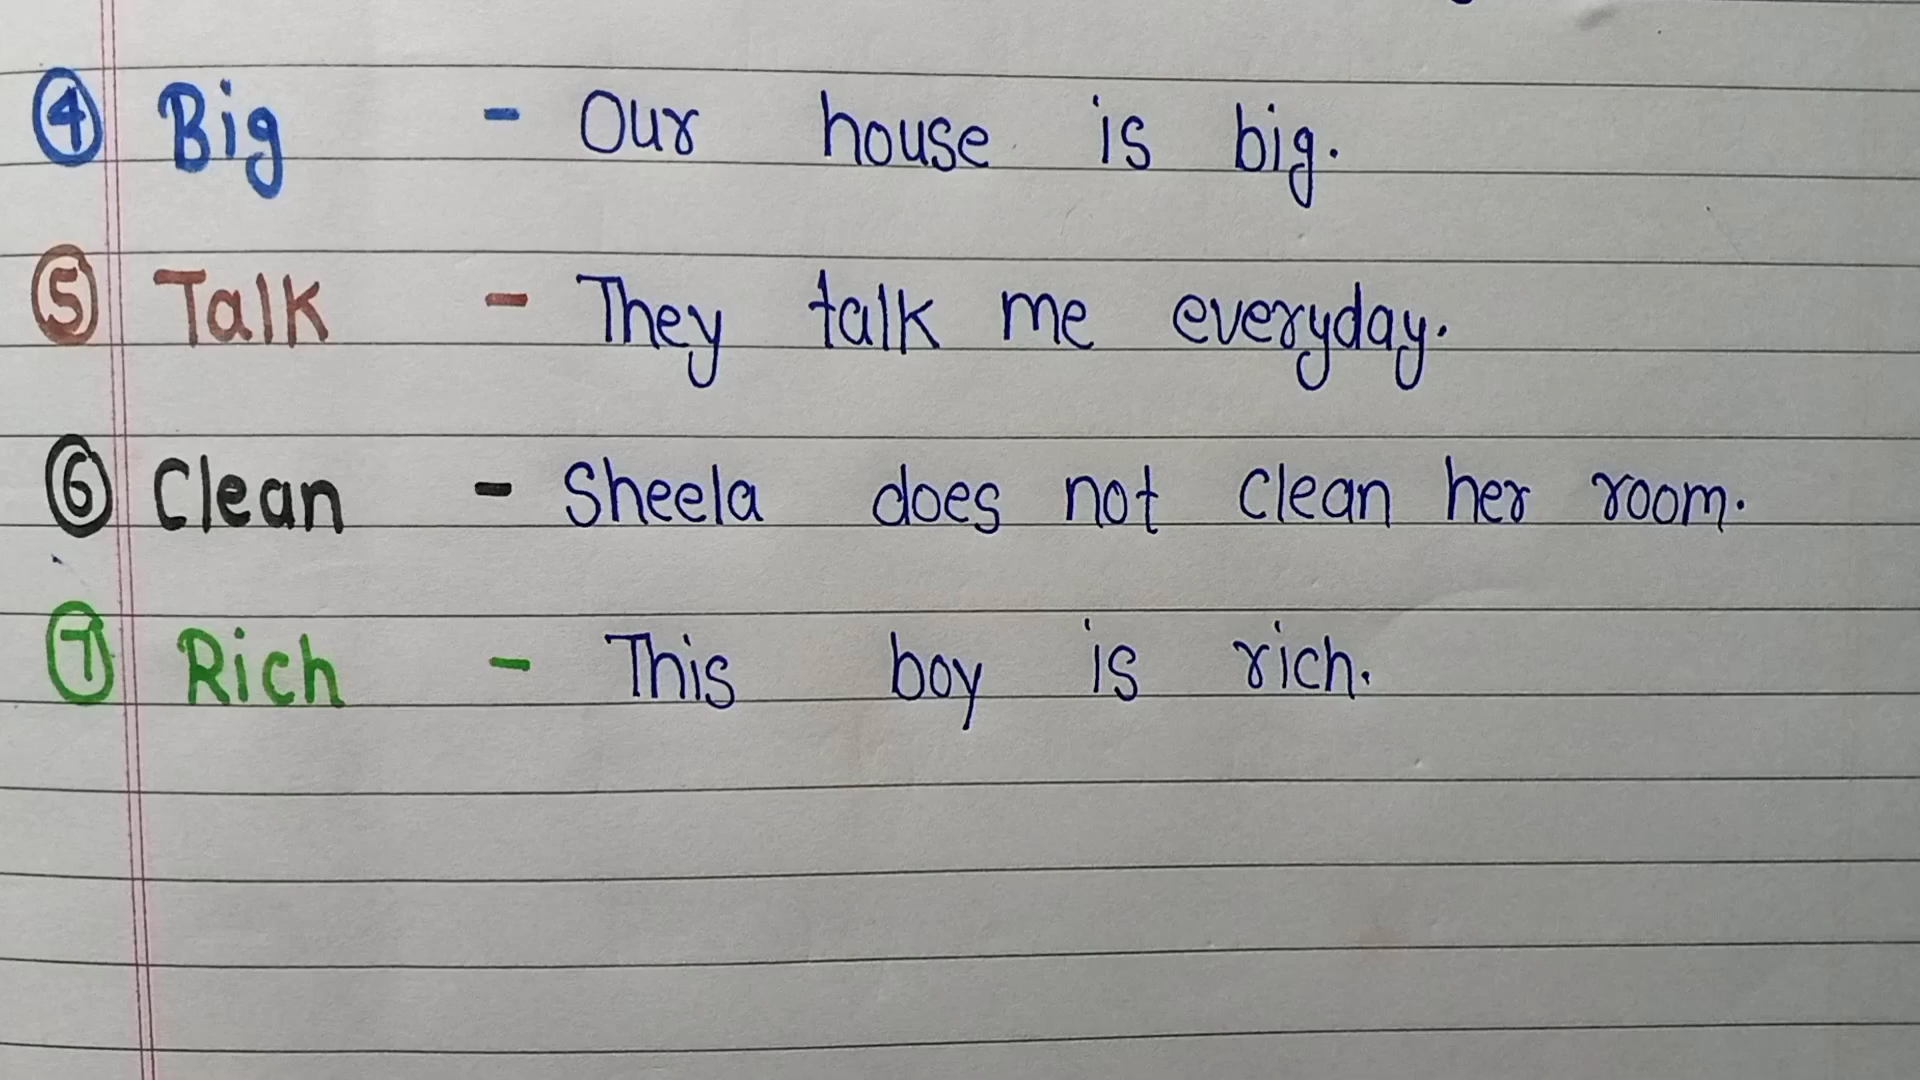 ④ Big - Our house is big.
⑤ Talk - They talk me everyday.
⑥ Clean - Sheela does not clean her room.
⑦ Rich - This boy is rich.